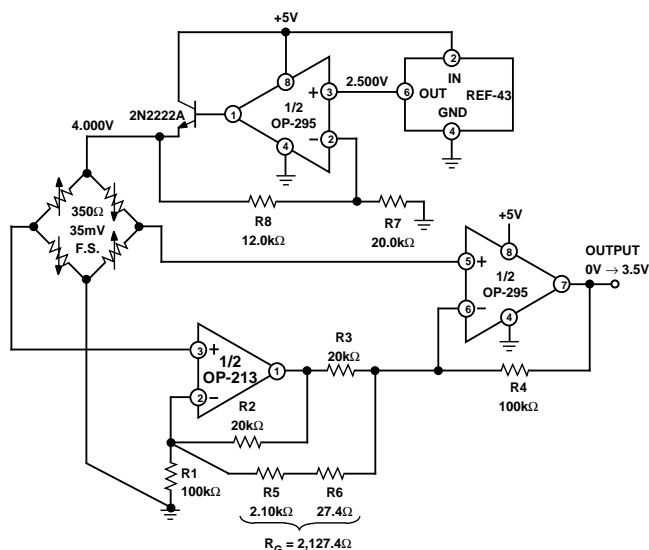 +5V
2
IN
8
2.500V
6
OUT
REF-43
GND
4
3
+
1/2
OP-295
2N2222A
1
2
−
4
4.000V
R8
12.0kΩ
R7
20.0kΩ
350Ω
35mV
F.S.
+5V
8
5
+
1/2
OP-295
7
OUTPUT
0V → 3.5V
6
−
4
3
+
1/2
OP-213
1
2
−
R3
20kΩ
R4
100kΩ
R2
20kΩ
R1
100kΩ
R5
2.10kΩ
R6
27.4Ω
RG = 2,127.4Ω